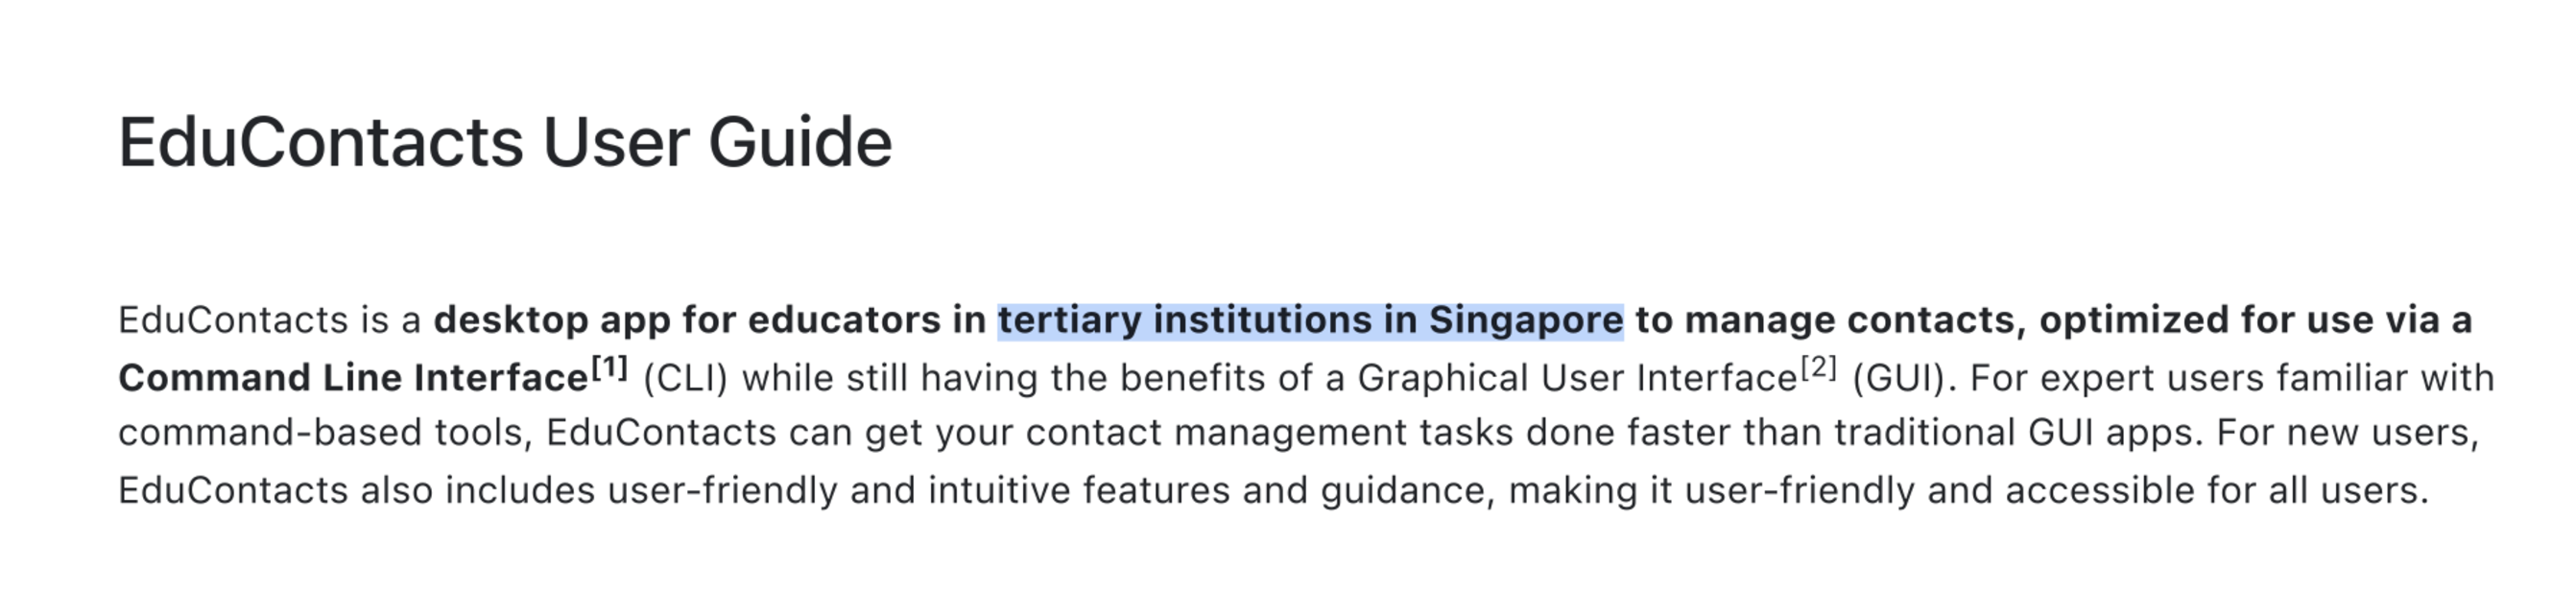 EduContacts User Guide
EduContacts is a desktop app for educators in tertiary institutions in Singapore to manage contacts, optimized for use via a
Command Line Interface[1] (CLI) while still having the benefits of a Graphical User Interface[2] (GUI). For expert users familiar with
command-based tools, EduContacts can get your contact management tasks done faster than traditional GUI apps. For new users,
EduContacts also includes user-friendly and intuitive features and guidance, making it user-friendly and accessible for all users.